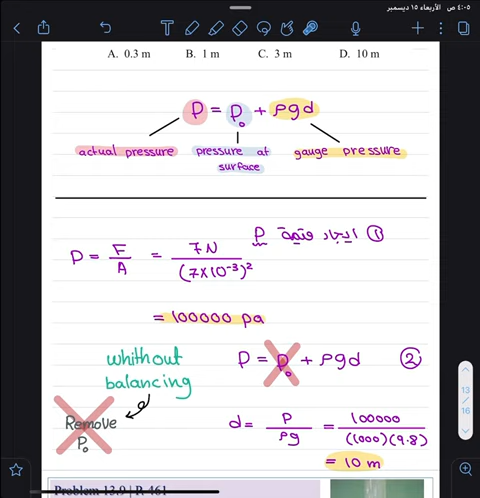 ٤:٠٥ ص الأربعاء ١٥ ديسمبر
A. 0.3 m B. 1 m C. 3 m D. 10 m
P = P₀ + ρgd
actual pressure pressure at surface gauge pressure
① ايجاد قيمة P
P = F/A = 7N/(7×10⁻³)²
= 100000 pa
② P = P₀ + ρgd
whithout balancing
Remove P₀
d = P/ρg = 100000/(1000)(9.8)
= 10 m
13/16
Problem 13.9 | P-461